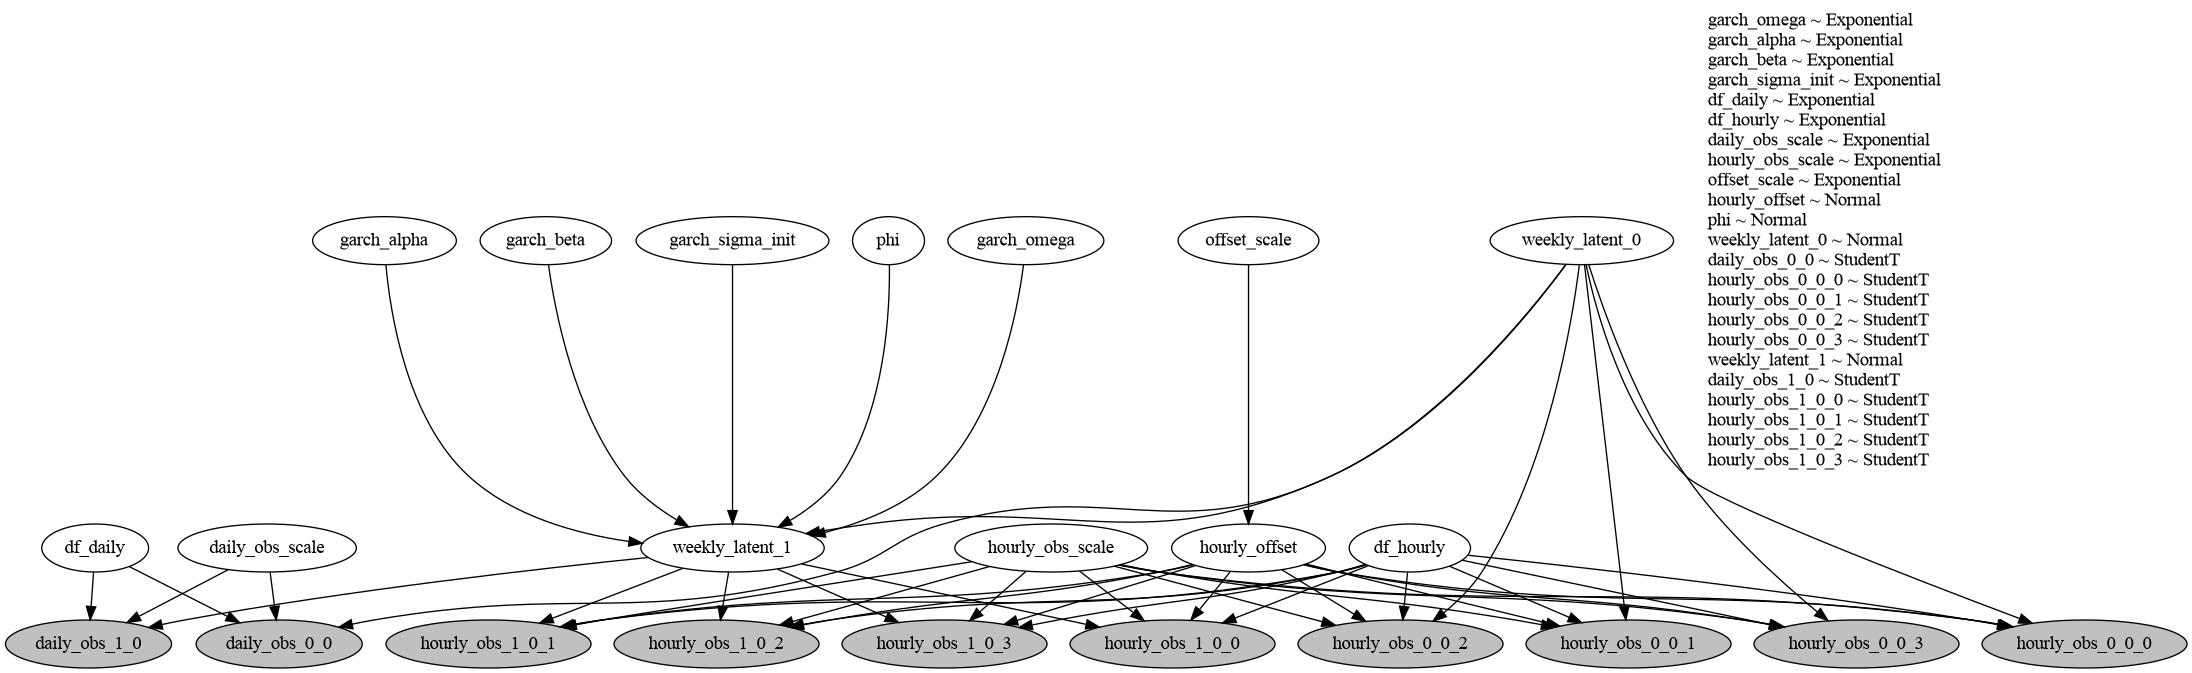 garch_omega ~ Exponential
garch_alpha ~ Exponential
garch_beta ~ Exponential
garch_sigma_init ~ Exponential
df_daily ~ Exponential
df_hourly ~ Exponential
daily_obs_scale ~ Exponential
hourly_obs_scale ~ Exponential
offset_scale ~ Exponential
hourly_offset ~ Normal
phi ~ Normal
weekly_latent_0 ~ Normal
daily_obs_0_0 ~ StudentT
hourly_obs_0_0_0 ~ StudentT
hourly_obs_0_0_1 ~ StudentT
hourly_obs_0_0_2 ~ StudentT
hourly_obs_0_0_3 ~ StudentT
weekly_latent_1 ~ Normal
daily_obs_1_0 ~ StudentT
hourly_obs_1_0_0 ~ StudentT
hourly_obs_1_0_1 ~ StudentT
hourly_obs_1_0_2 ~ StudentT
hourly_obs_1_0_3 ~ StudentT
garch_alpha
garch_beta
garch_sigma_init
phi
garch_omega
offset_scale
weekly_latent_0
df_daily
daily_obs_scale
weekly_latent_1
hourly_obs_scale
hourly_offset
df_hourly
daily_obs_1_0
daily_obs_0_0
hourly_obs_1_0_1
hourly_obs_1_0_2
hourly_obs_1_0_3
hourly_obs_1_0_0
hourly_obs_0_0_2
hourly_obs_0_0_1
hourly_obs_0_0_3
hourly_obs_0_0_0